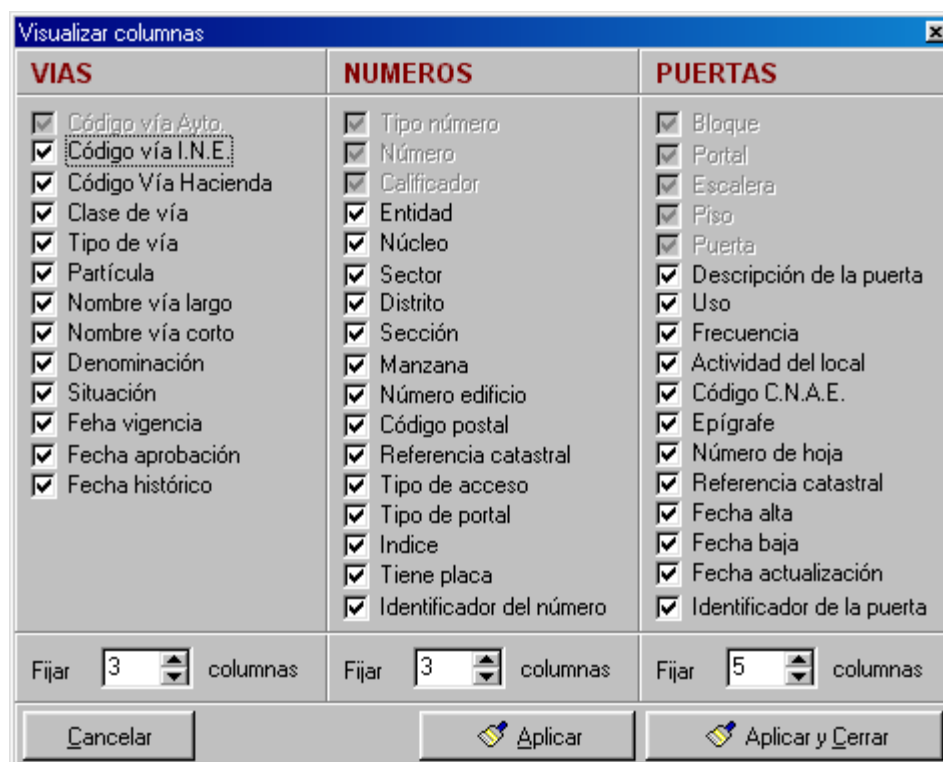 Visualizar columnas
VIAS
Código vía Ayto.
Código vía I.N.E.
Código Vía Hacienda
Clase de vía
Tipo de vía
Partícula
Nombre vía largo
Nombre vía corto
Denominación
Situación
Feha vigencia
Fecha aprobación
Fecha histórico
Fijar 3 columnas
NUMEROS
Tipo número
Número
Calificador
Entidad
Núcleo
Sector
Distrito
Sección
Manzana
Número edificio
Código postal
Referencia catastral
Tipo de acceso
Tipo de portal
Indice
Tiene placa
Identificador del número
Fijar 3 columnas
PUERTAS
Bloque
Portal
Escalera
Piso
Puerta
Descripción de la puerta
Uso
Frecuencia
Actividad del local
Código C.N.A.E.
Epígrafe
Número de hoja
Referencia catastral
Fecha alta
Fecha baja
Fecha actualización
Identificador de la puerta
Fijar 5 columnas
Cancelar
Aplicar
Aplicar y Cerrar